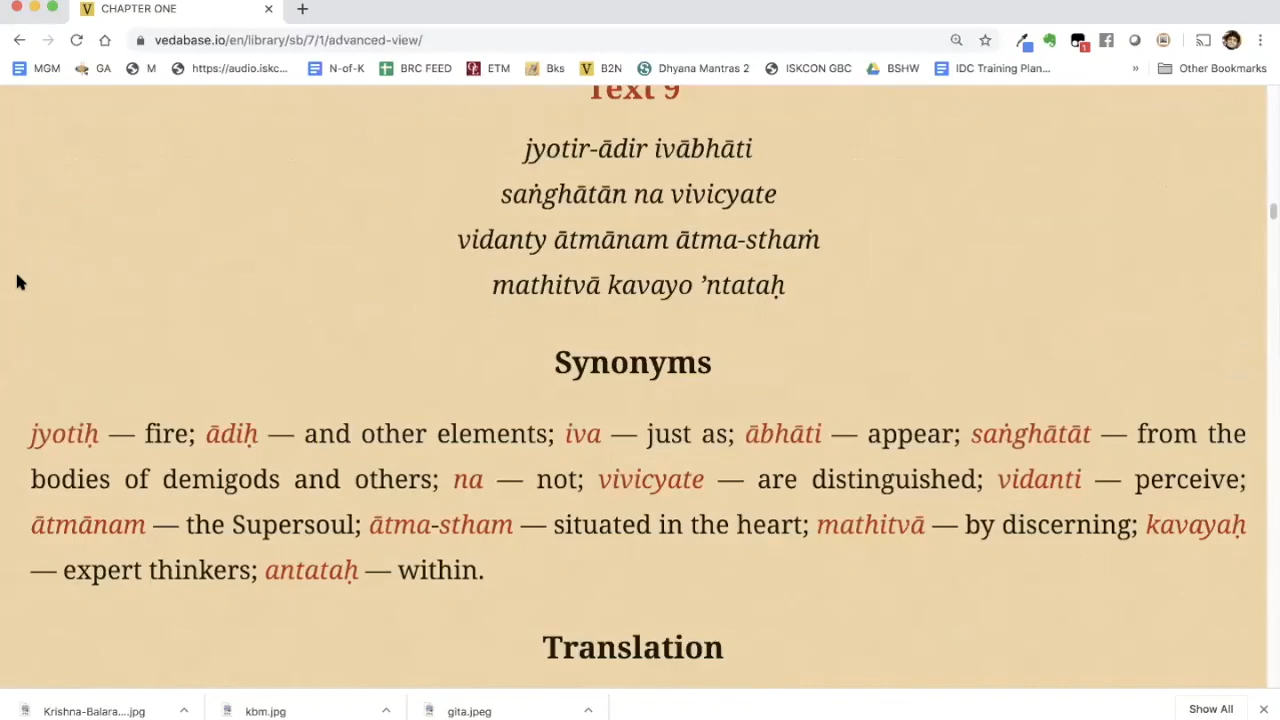 CHAPTER ONE
vedabase.io/en/library/sb/7/1/advanced-view/
MGM GA M https://audio.iskc... N-of-K BRC FEED ETM Bks B2N Dhyana Mantras 2 ISKCON GBC BSHW IDC Training Plan... » Other Bookmarks
Text 9
jyotir-ādir ivābhāti
saṅghātān na vivicyate
vidanty ātmānam ātma-sthaṁ
mathitvā kavayo ’ntataḥ
Synonyms
jyotiḥ — fire; ādiḥ — and other elements; iva — just as; ābhāti — appear; saṅghātāt — from the
bodies of demigods and others; na — not; vivicyate — are distinguished; vidanti — perceive;
ātmānam — the Supersoul; ātma-stham — situated in the heart; mathitvā — by discerning; kavayaḥ
— expert thinkers; antataḥ — within.
Translation
Krishna-Balara....jpg kbm.jpg gita.jpeg Show All